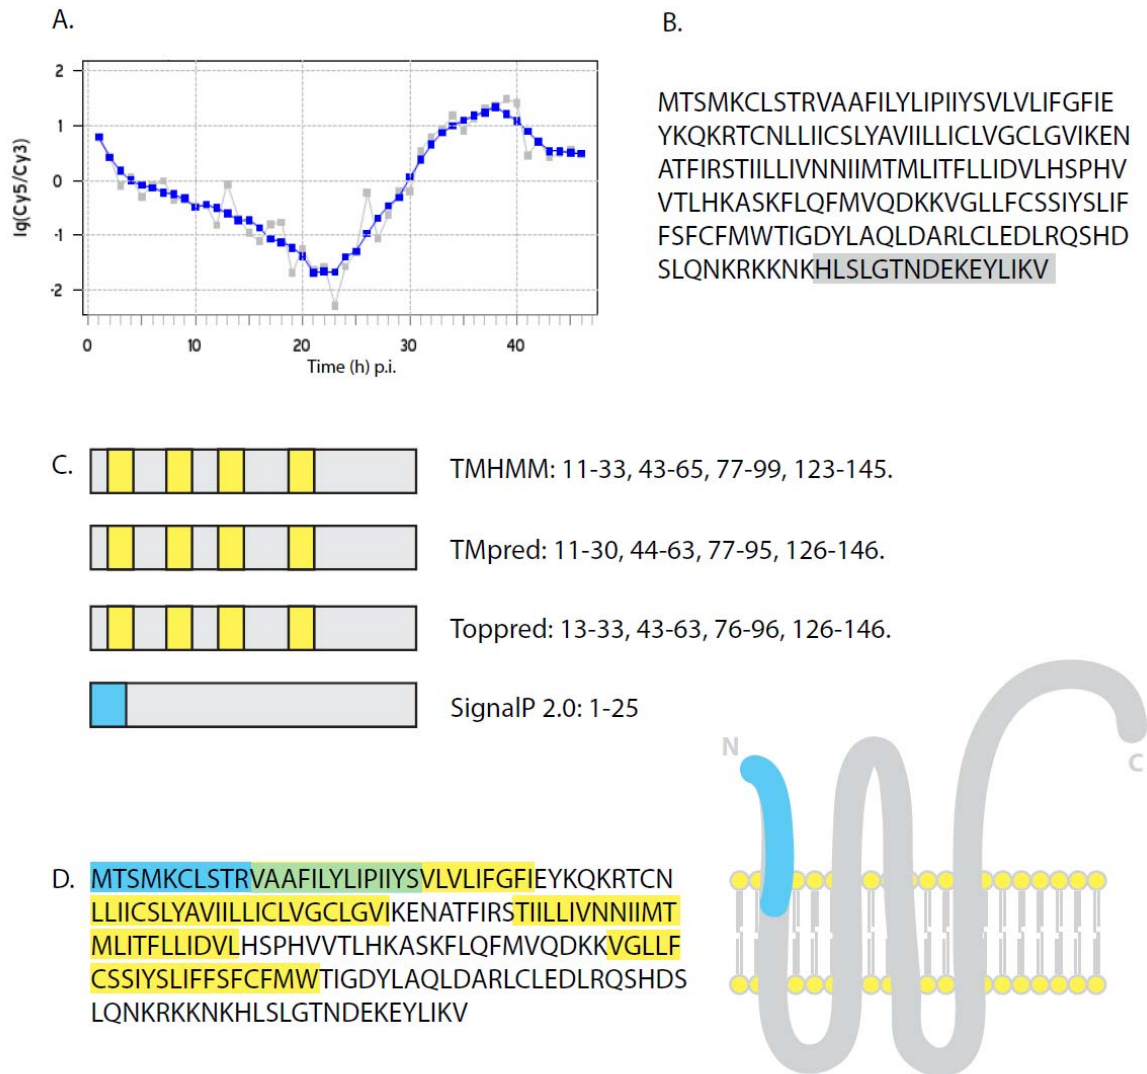 A.
lg(Cy5/Cy3)
2
1
0
-1
-2
0
10
20
30
40
Time (h) p.i.
B.
MTSMKCLSTRVAAFILYLIPIIYSVLVLIFGFIE
YKQKRTCNLLIICSLYAVIILLICLVGCLGVIKEN
ATFIRSTIILLIVNNIIMTMLITFLLIDVLHSPHV
VTLHKASKFLQFMVQDKKVGLLFCSSIYSLIF
FSFCFMWTIGDYLAQLDARLCLEDLRQSHD
SLQNKRKKNKHLSLGTNDEKEYLIKV
C.
TMHMM: 11-33, 43-65, 77-99, 123-145.
TMpred: 11-30, 44-63, 77-95, 126-146.
Toppred: 13-33, 43-63, 76-96, 126-146.
SignalP 2.0: 1-25
N
C
D.
MTSMKCLSTRVAAFILYLIPIIYSVLVLIFGFIEYKQKRTCN
LLIICSLYAVIILLICLVGCLGVIKENATFIRSTIILLIVNNIIMT
MLITFLLIDVLHSPHVVTLHKASKFLQFMVQDKKVGLLF
CSSIYSLIFFSFCFMWTIGDYLAQLDARLCLEDLRQSHDS
LQNKRKKNKHLSLGTNDEKEYLIKV